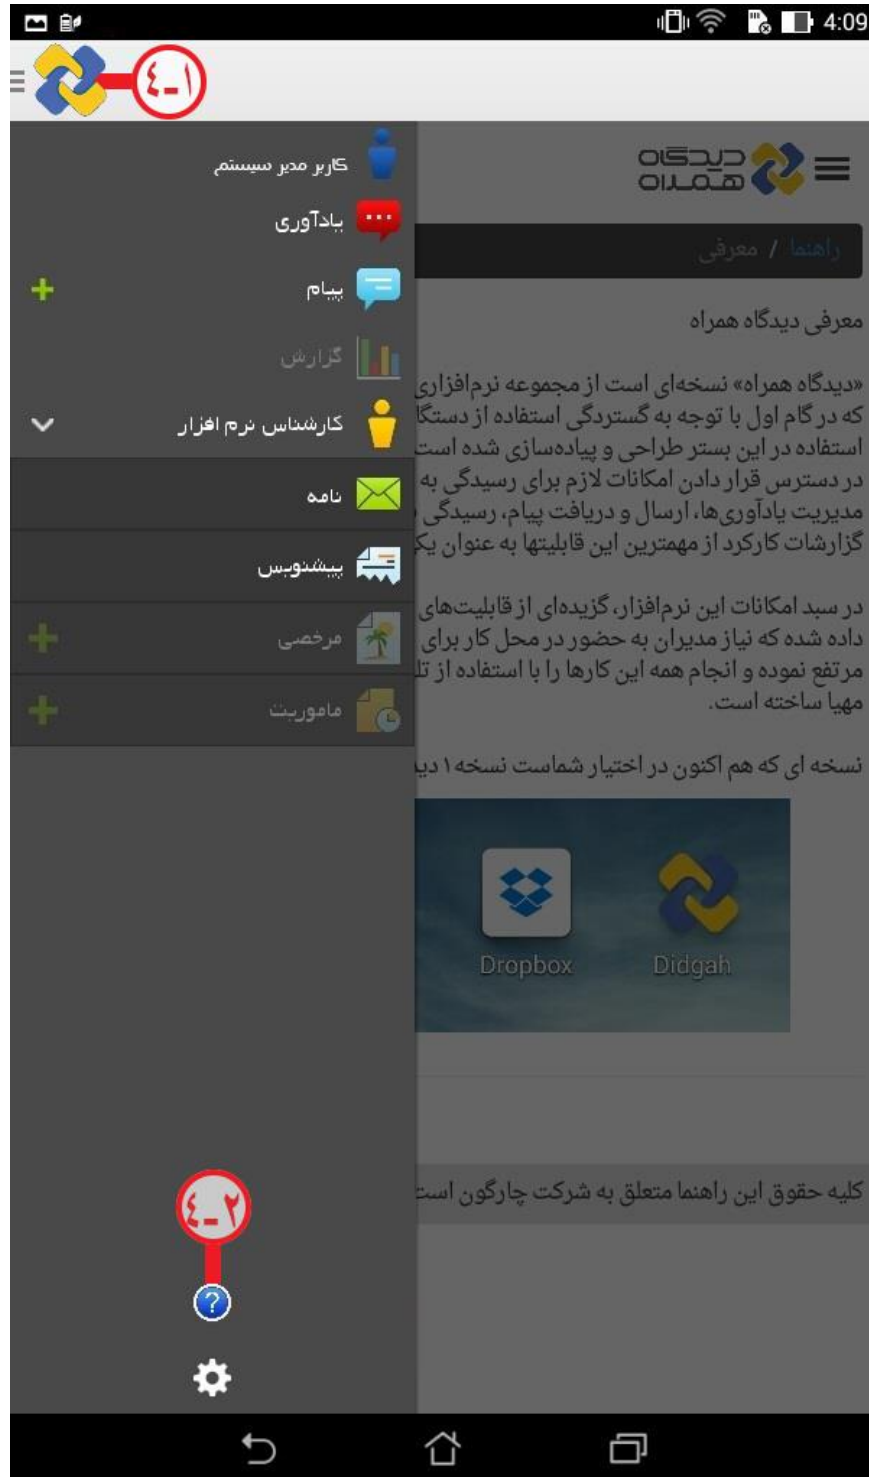 4:09
۱-٤
کاربر مدیر سیستم
یادآوری
پیام
گزارش
کارشناس نرم افزار
نامه
پیشنویس
مرخصی
ماموریت
۲-٤
دیدگاه
همراه
راهنما / معرفی
معرفی دیدگاه همراه
«دیدگاه همراه» نسخه‌ای است از مجموعه نرم‌افزاری
که در گام اول با توجه به گستردگی استفاده از دستگا
استفاده در این بستر طراحی و پیاده‌سازی شده است
در دسترس قرار دادن امکانات لازم برای رسیدگی به
مدیریت یادآوری‌ها، ارسال و دریافت پیام، رسیدگی
گزارشات کارکرد از مهمترین این قابلیتها به عنوان یک
در سبد امکانات این نرم‌افزار، گزیده‌ای از قابلیت‌های
داده شده که نیاز مدیران به حضور در محل کار برای
مرتفع نموده و انجام همه این کارها را با استفاده از تل
مهیا ساخته است.
نسخه ای که هم اکنون در اختیار شماست نسخه ۱ دید
Dropbox Didgah
کلیه حقوق این راهنما متعلق به شرکت چارگون است